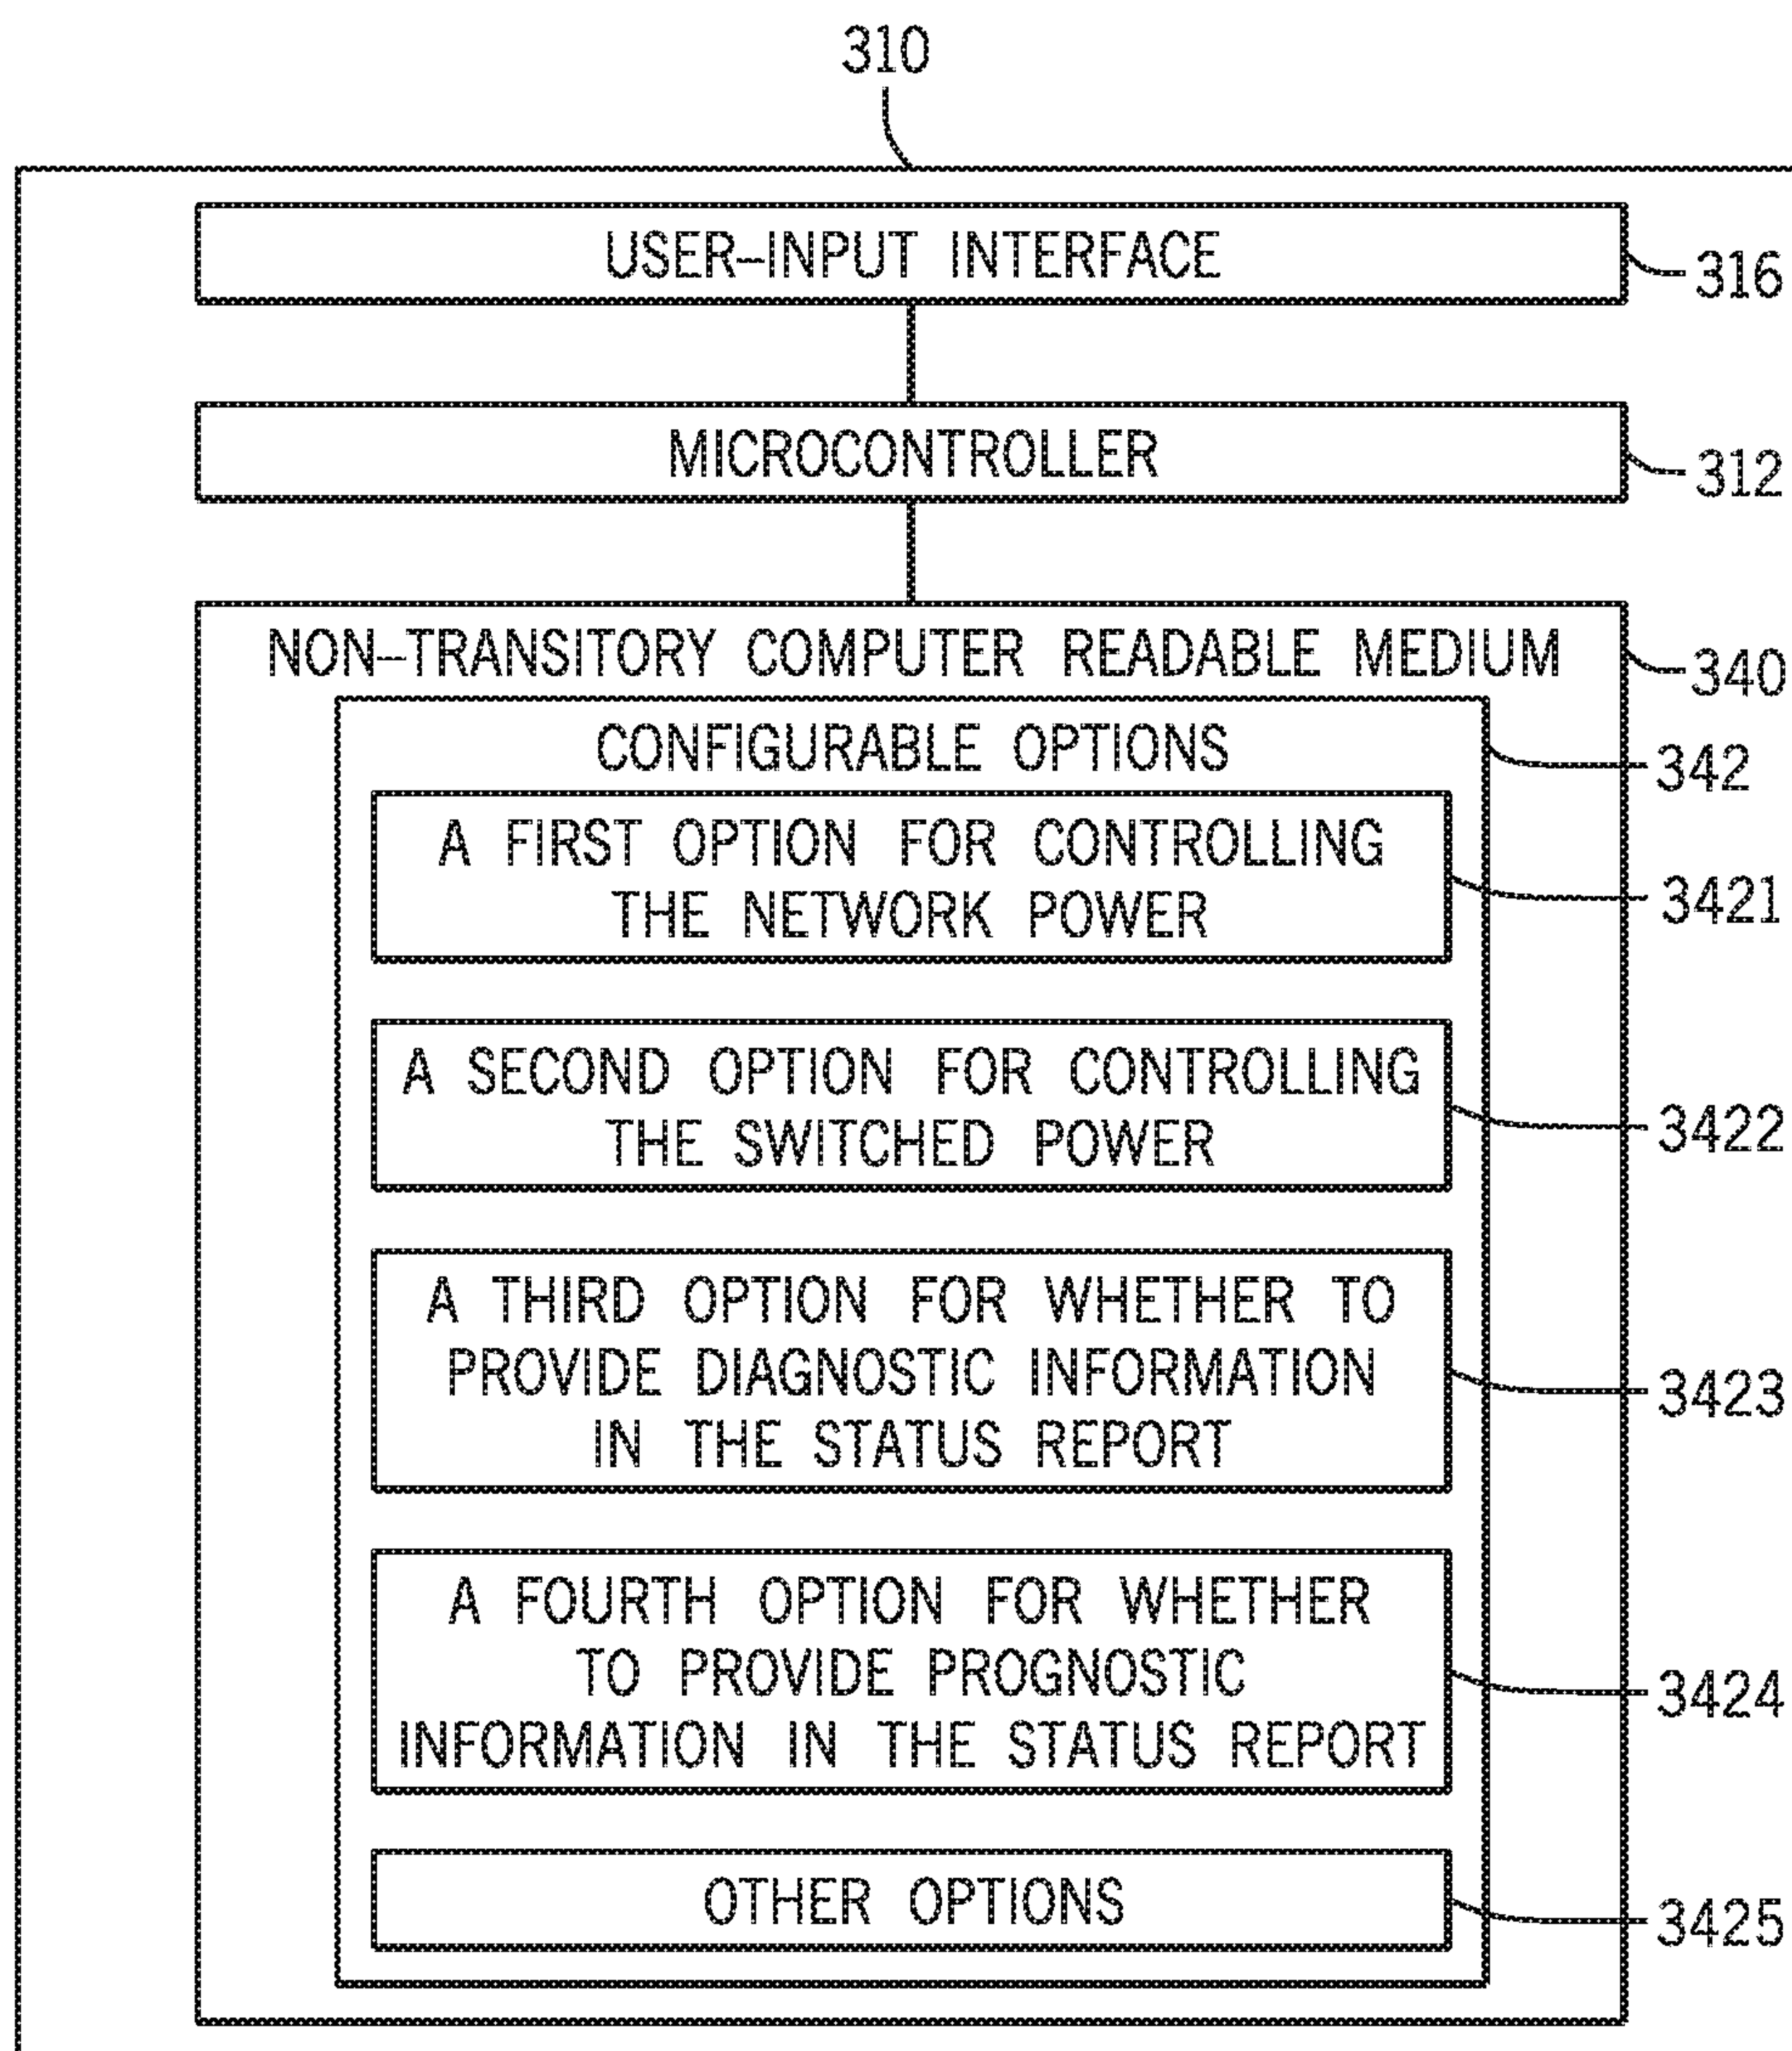 310
USER-INPUT INTERFACE
316
MICROCONTROLLER
312
NON-TRANSITORY COMPUTER READABLE MEDIUM
340
CONFIGURABLE OPTIONS
342
A FIRST OPTION FOR CONTROLLING
THE NETWORK POWER
3421
A SECOND OPTION FOR CONTROLLING
THE SWITCHED POWER
3422
A THIRD OPTION FOR WHETHER TO
PROVIDE DIAGNOSTIC INFORMATION
IN THE STATUS REPORT
3423
A FOURTH OPTION FOR WHETHER
TO PROVIDE PROGNOSTIC
INFORMATION IN THE STATUS REPORT
3424
OTHER OPTIONS
3425